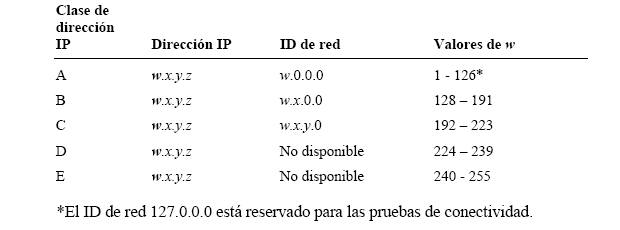 Clase de
dirección
IP Dirección IP ID de red Valores de w
A w.x.y.z w.0.0.0 1 - 126*
B w.x.y.z w.x.0.0 128 – 191
C w.x.y.z w.x.y.0 192 – 223
D w.x.y.z No disponible 224 – 239
E w.x.y.z No disponible 240 - 255
*El ID de red 127.0.0.0 está reservado para las pruebas de conectividad.